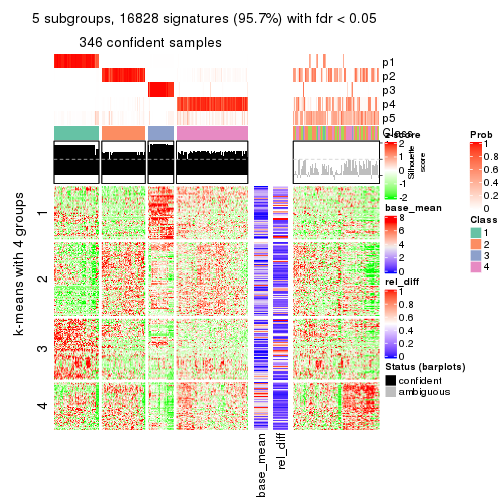 5 subgroups, 16828 signatures (95.7%) with fdr < 0.05
346 confident samples
p1
p2
p3
p4
p5
Class
z-score
2
1
0
-1
-2
Silhouette
score
base_mean
8
6
4
2
0
rel_diff
1
0.8
0.6
0.4
0.2
0
Status (barplots)
confident
ambiguous
Prob
1
0.8
0.6
0.4
0.2
0
Class
1
2
3
4
k-means with 4 groups
1
2
3
4
base_mean
rel_diff